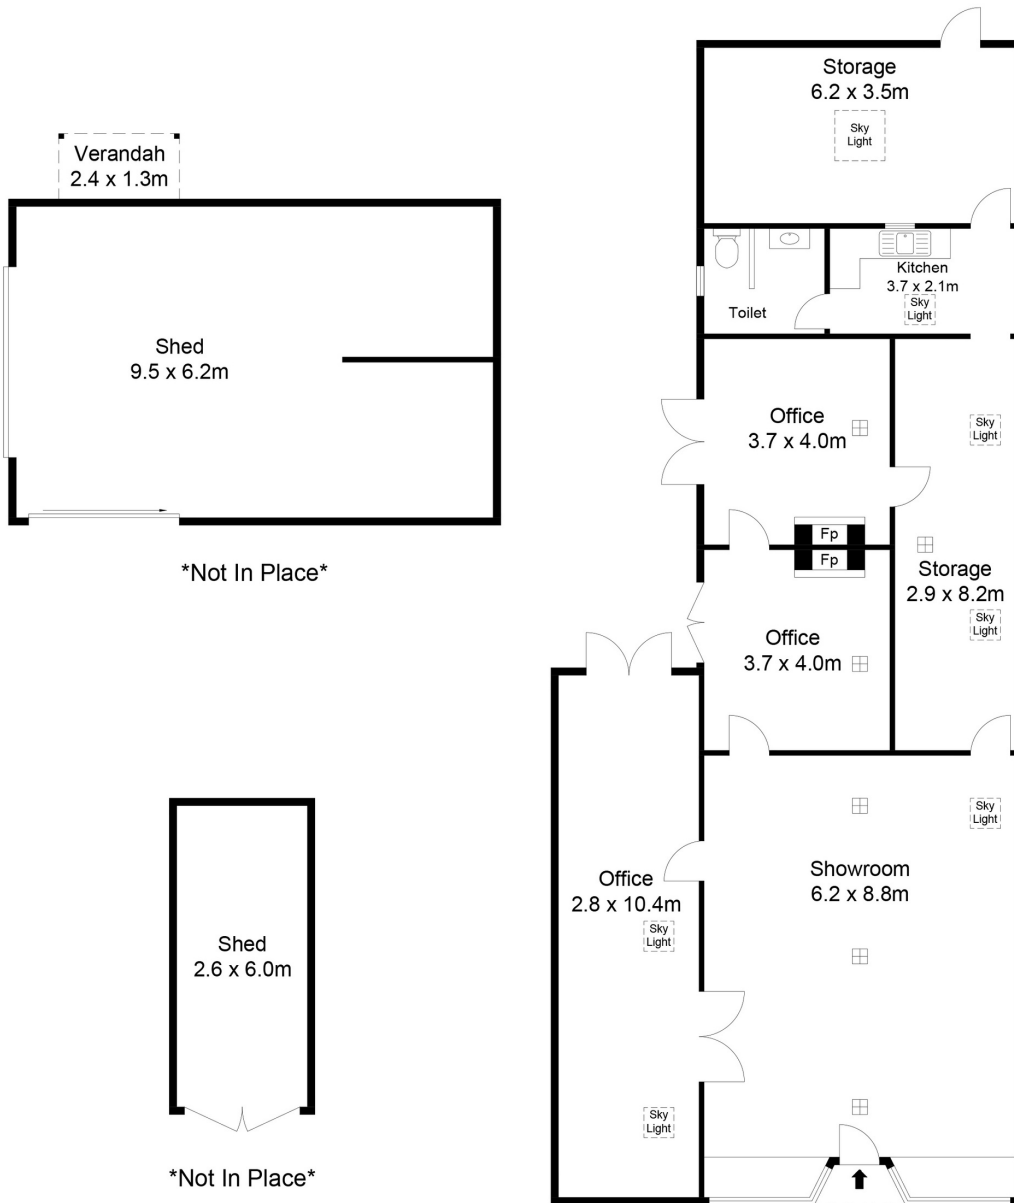 Storage
6.2 x 3.5m
Sky
Light
Verandah
2.4 x 1.3m
Kitchen
3.7 x 2.1m
Sky
Light
Toilet
Shed
9.5 x 6.2m
Office
3.7 x 4.0m
Sky
Light
Fp
Fp
*Not In Place*
Storage
2.9 x 8.2m
Sky
Light
Office
3.7 x 4.0m
Sky
Light
Showroom
6.2 x 8.8m
Office
2.8 x 10.4m
Sky
Light
Shed
2.6 x 6.0m
Sky
Light
*Not In Place*